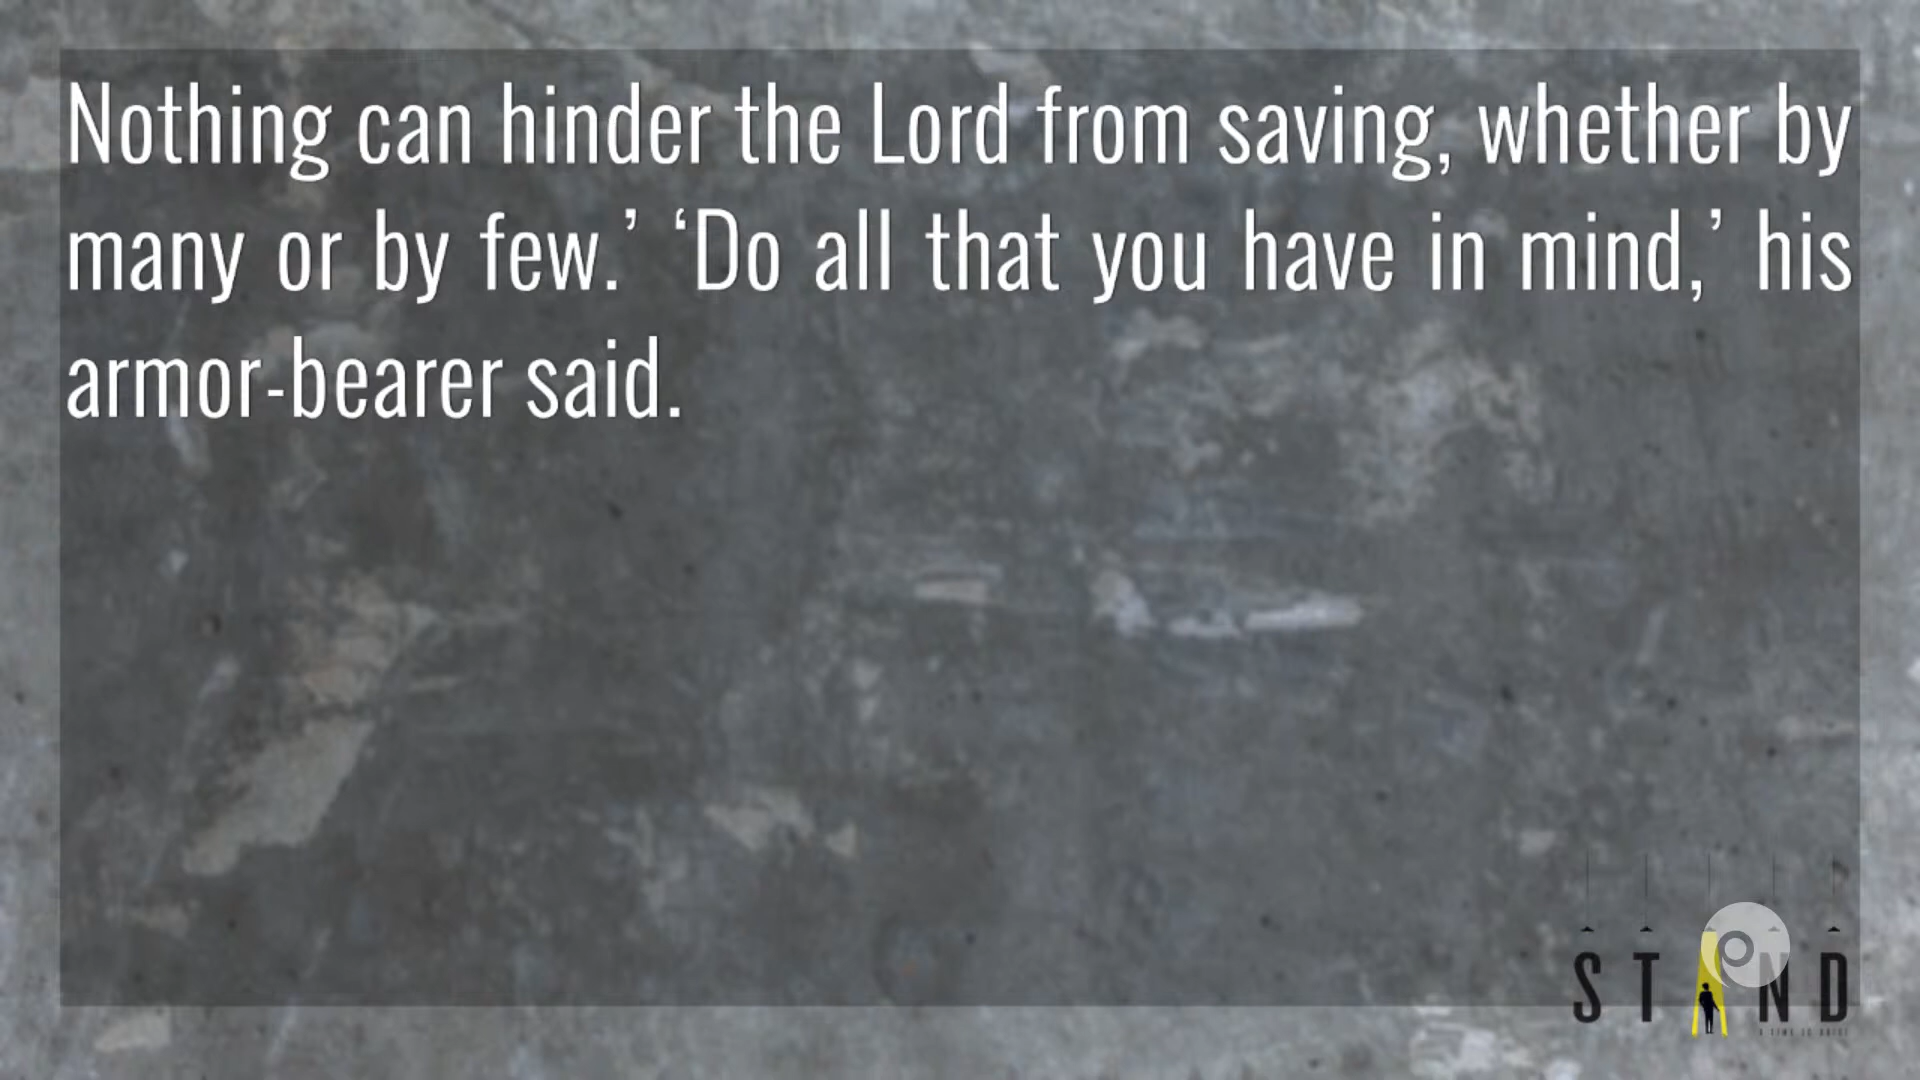 Nothing can hinder the Lord from saving, whether by
many or by few.’ ‘Do all that you have in mind,’ his
armor-bearer said.
STAND